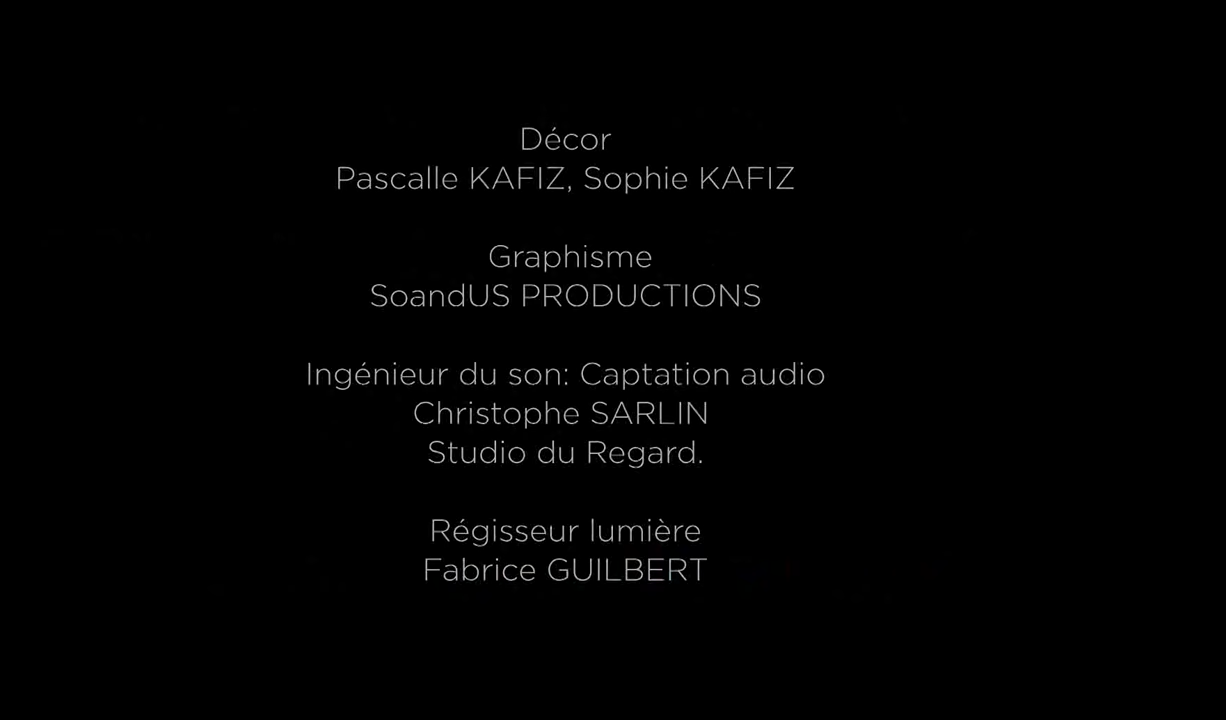 Décor
Pascalle KAFIZ, Sophie KAFIZ
Graphisme
SoandUS PRODUCTIONS
Ingénieur du son: Captation audio
Christophe SARLIN
Studio du Regard.
Régisseur lumière
Fabrice GUILBERT